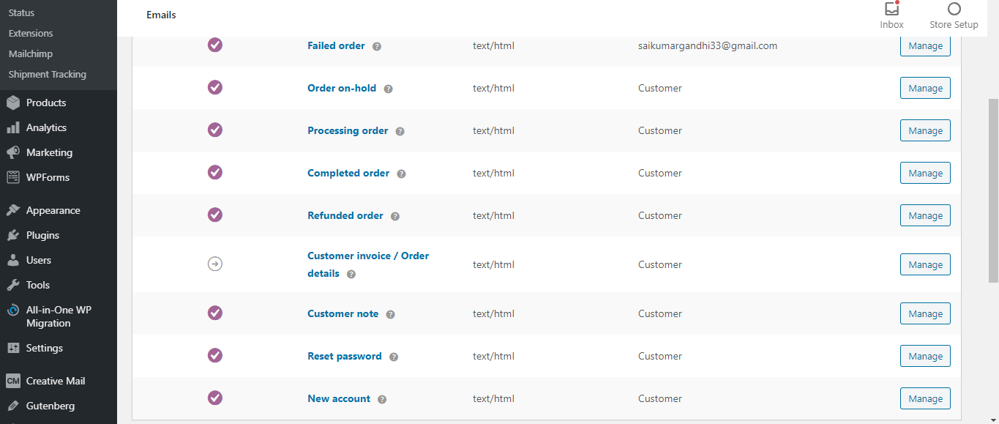 Status
Extensions
Mailchimp
Shipment Tracking
Products
Analytics
Marketing
WPForms
Appearance
Plugins
Users
Tools
All-in-One WP
Migration
Settings
CM Creative Mail
Gutenberg
Emails
Inbox
Store Setup
Failed order ? text/html saikumargandhi33@gmail.com Manage
Order on-hold ? text/html Customer Manage
Processing order ? text/html Customer Manage
Completed order ? text/html Customer Manage
Refunded order ? text/html Customer Manage
Customer invoice / Order
details ? text/html Customer Manage
Customer note ? text/html Customer Manage
Reset password ? text/html Customer Manage
New account ? text/html Customer Manage